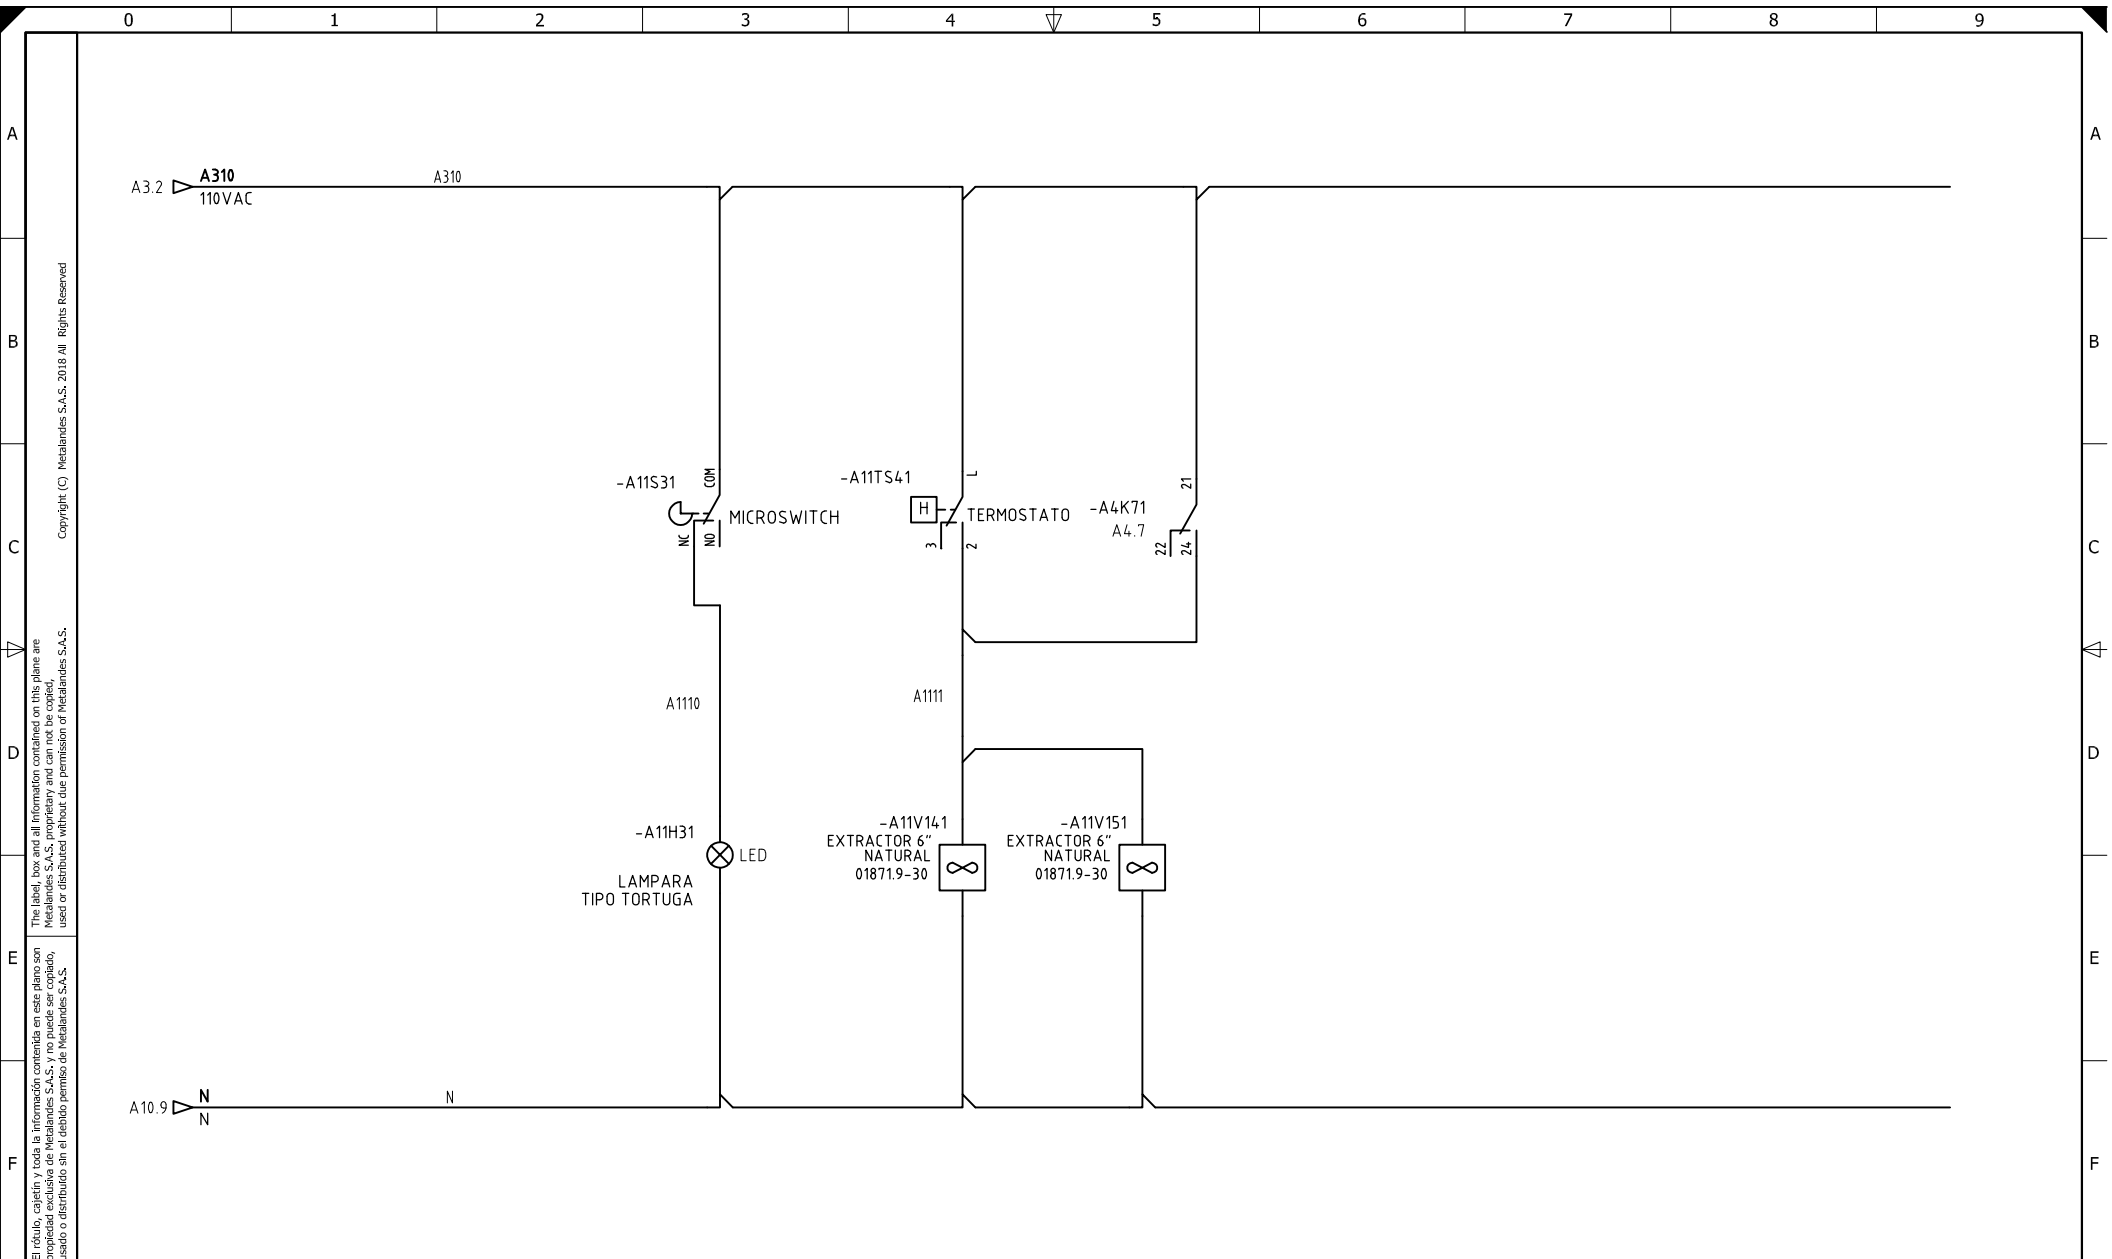 0 1 2 3 4 5 6 7 8 9
A A
A310 A310
A3.2
110VAC
B B
Copyright (C) Metalandes S.A.S. 2018 All Rights Reserved
-A11S31 COM
MICROSWITCH
NC NO
-A11TS41 L
H
TERMOSTATO
3 2
21
-A4K71
A4.7
22 24
C C
The label, box and all information contained on this plane are
Metalandes S.A.S. proprietary and can not be copied,
used or distributed without due permission of Metalandes S.A.S.
A1110 A1111
D D
-A11H31
LED
LAMPARA
TIPO TORTUGA
-A11V141
EXTRACTOR 6"
NATURAL
01871.9-30
-A11V151
EXTRACTOR 6"
NATURAL
01871.9-30
E E
El rótulo, cajetín y toda la información contenida en este plano son
propiedad exclusiva de Metalandes S.A.S. y no puede ser copiado,
usado o distribuido sin el debido permiso de Metalandes S.A.S.
N N
A10.9
N
F F